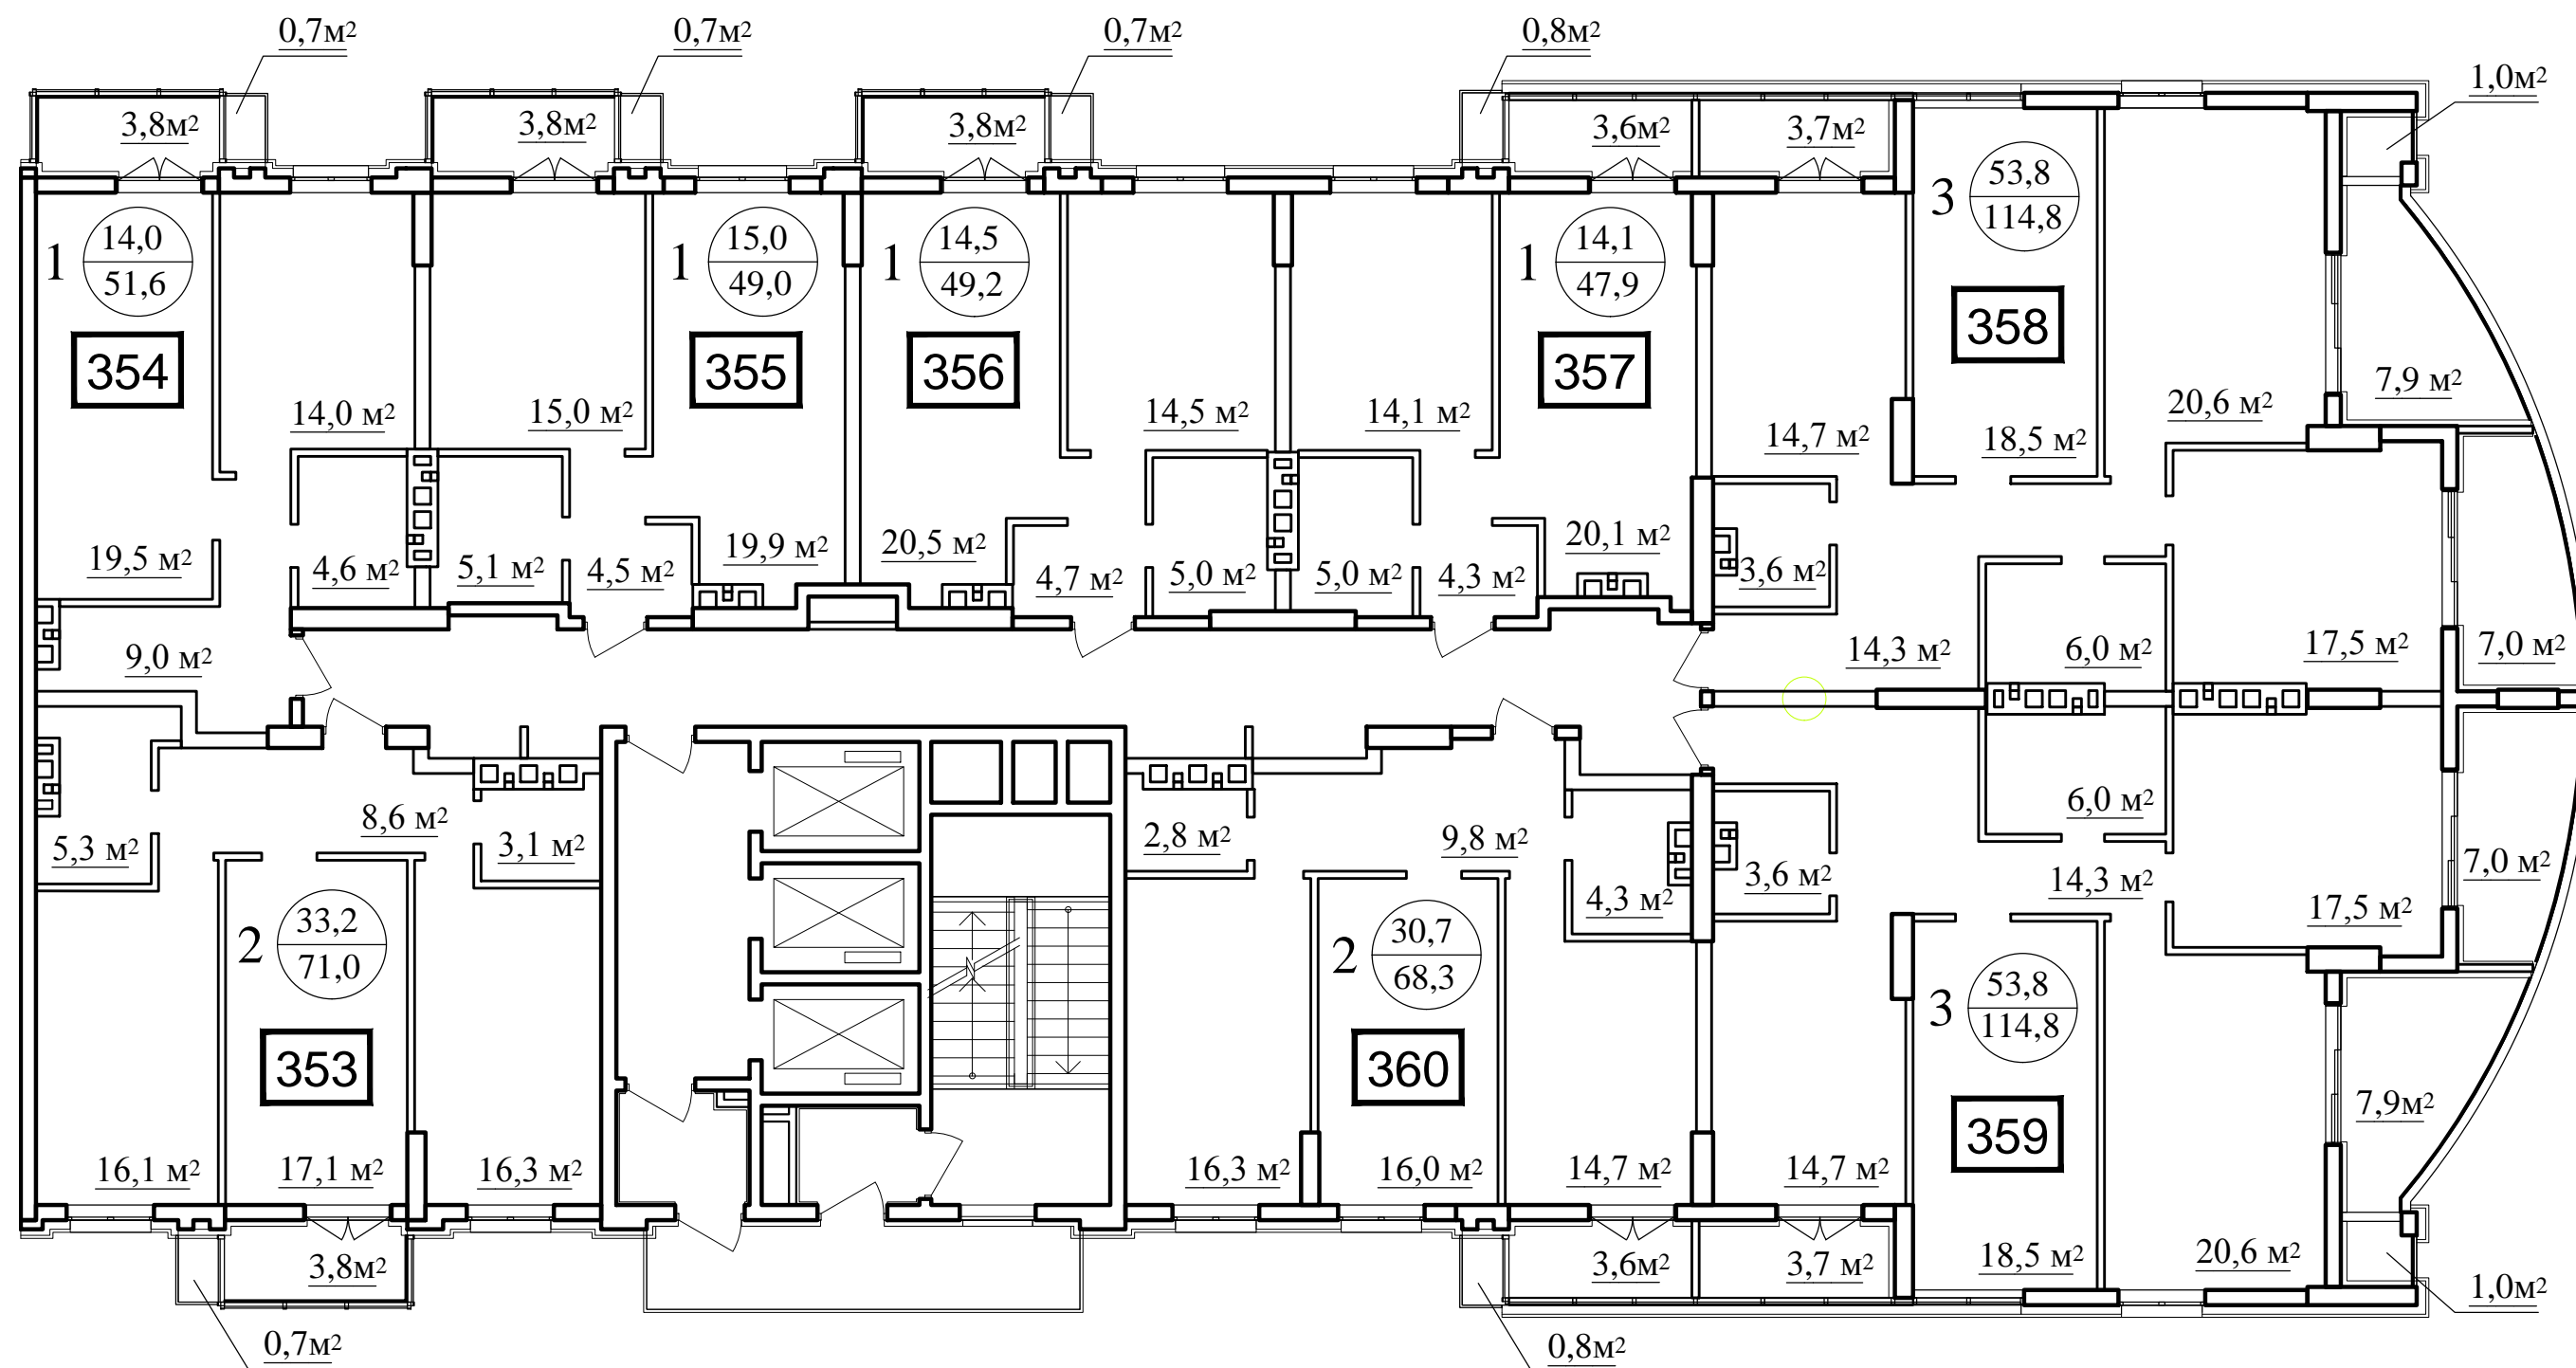 0,7м²
0,7м²
0,7м²
0,8м²
1,0м²
3,8м²
3,8м²
3,8м²
3,6м²
3,7м²
1
14,0
51,6
354
14,0 м²
19,5 м²
4,6 м²
9,0 м²
1
15,0
49,0
355
15,0 м²
5,1 м²
4,5 м²
19,9 м²
1
14,5
49,2
356
14,5 м²
20,5 м²
4,7 м²
5,0 м²
1
14,1
47,9
357
14,1 м²
5,0 м²
4,3 м²
20,1 м²
3
53,8
114,8
358
14,7 м²
18,5 м²
20,6 м²
7,9 м²
3,6 м²
14,3 м²
6,0 м²
17,5 м²
7,0 м²
5,3 м²
8,6 м²
3,1 м²
2
33,2
71,0
353
16,1 м²
17,1 м²
16,3 м²
3,8м²
0,7м²
2,8 м²
9,8 м²
4,3 м²
2
30,7
68,3
360
16,3 м²
16,0 м²
14,7 м²
3,6м²
0,8м²
6,0 м²
3,6 м²
14,3 м²
17,5 м²
7,0 м²
3
53,8
114,8
359
7,9м²
14,7 м²
18,5 м²
20,6 м²
3,7 м²
1,0м²